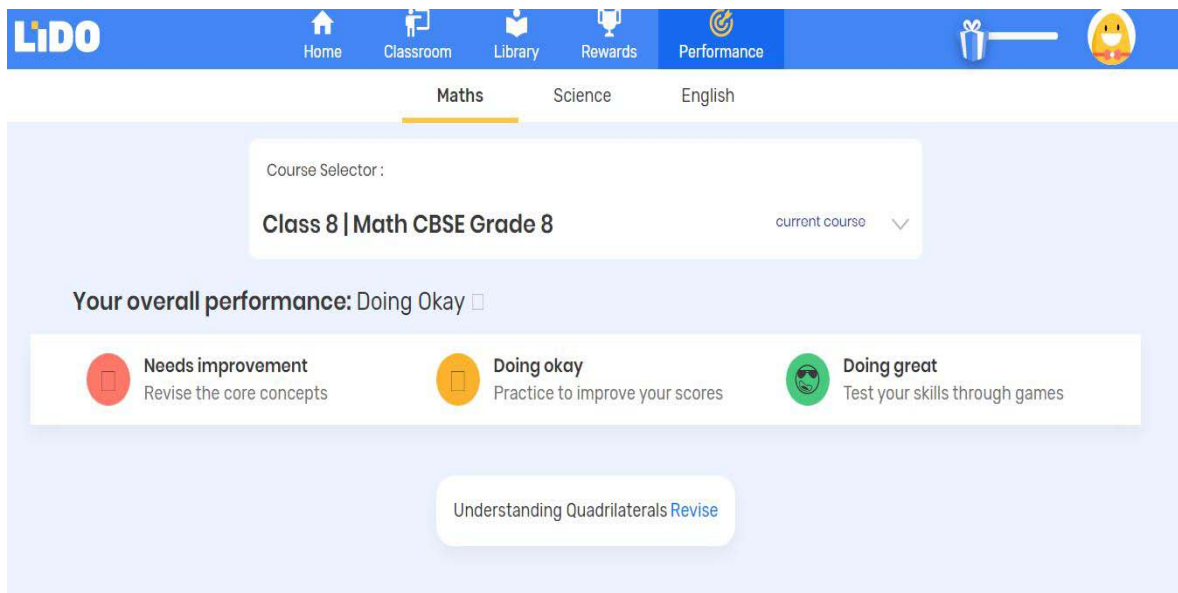 LiDO
Home Classroom Library Rewards Performance
Maths Science English
Course Selector :
Class 8 | Math CBSE Grade 8 current course
Your overall performance: Doing Okay
Needs improvement Doing okay Doing great
Revise the core concepts Practice to improve your scores Test your skills through games
Understanding Quadrilaterals Revise